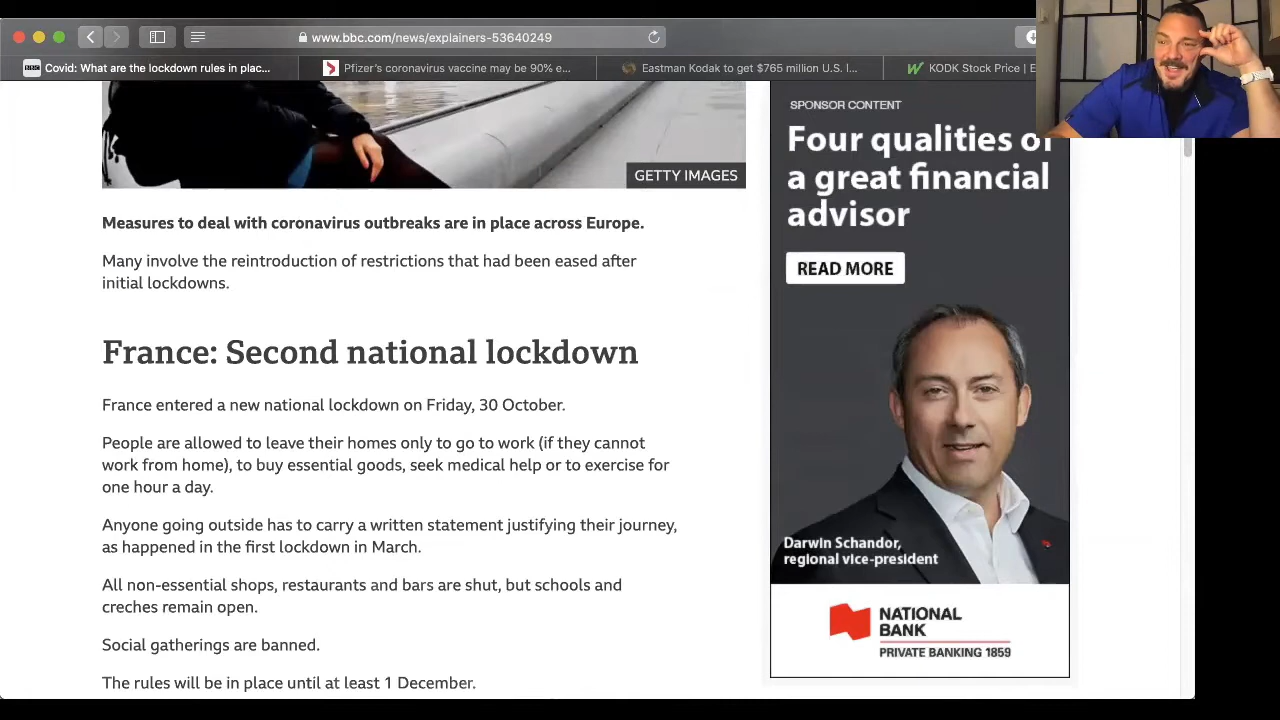 www.bbc.com/news/explainers-53640249
BBC
Covid: What are the lockdown rules in plac...
Pfizer's coronavirus vaccine may be 90% e...
Eastman Kodak to get $765 million U.S. l...
KODK Stock Price | E
GETTY IMAGES
Measures to deal with coronavirus outbreaks are in place across Europe.
Many involve the reintroduction of restrictions that had been eased after
initial lockdowns.
France: Second national lockdown
France entered a new national lockdown on Friday, 30 October.
People are allowed to leave their homes only to go to work (if they cannot
work from home), to buy essential goods, seek medical help or to exercise for
one hour a day.
Anyone going outside has to carry a written statement justifying their journey,
as happened in the first lockdown in March.
All non-essential shops, restaurants and bars are shut, but schools and
creches remain open.
Social gatherings are banned.
The rules will be in place until at least 1 December.
SPONSOR CONTENT
Four qualities of
a great financial
advisor
READ MORE
Darwin Schandor,
regional vice-president
NATIONAL
BANK
PRIVATE BANKING 1859